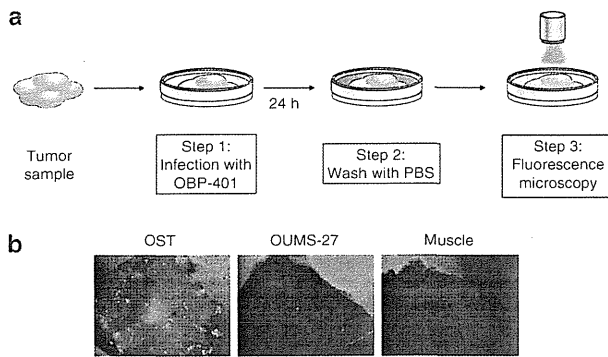 a
24 h
Tumor
sample
Step 1:
Infection with
OBP-401
Step 2:
Wash with PBS
Step 3:
Fluorescence
microscopy
b
OST
OUMS-27
Muscle